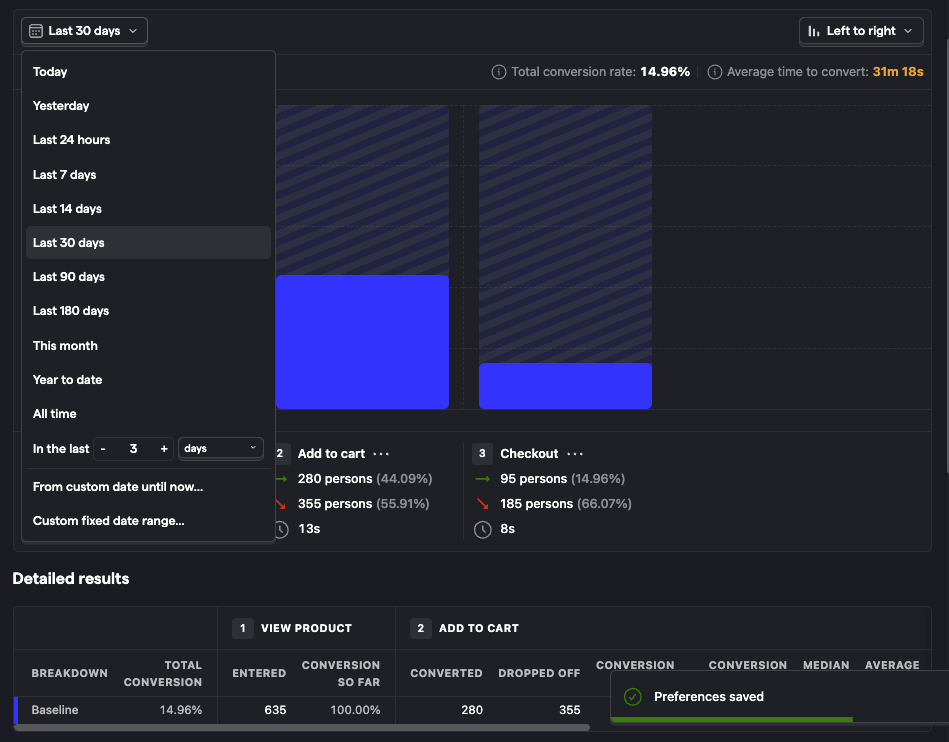 Last 30 days
Left to right
Today
Yesterday
Last 24 hours
Last 7 days
Last 14 days
Last 30 days
Last 90 days
Last 180 days
This month
Year to date
All time
In the last - 3 + days
From custom date until now...
Custom fixed date range...
Total conversion rate: 14.96%
Average time to convert: 31m 18s
2 Add to cart ...
280 persons (44.09%)
355 persons (55.91%)
13s
3 Checkout ...
95 persons (14.96%)
185 persons (66.07%)
8s
Detailed results
1 VIEW PRODUCT
2 ADD TO CART
BREAKDOWN
TOTAL
CONVERSION
ENTERED
CONVERSION
SO FAR
CONVERTED
DROPPED OFF
CONVERSION
CONVERSION
MEDIAN
AVERAGE
Baseline 14.96% 635 100.00% 280 355
Preferences saved